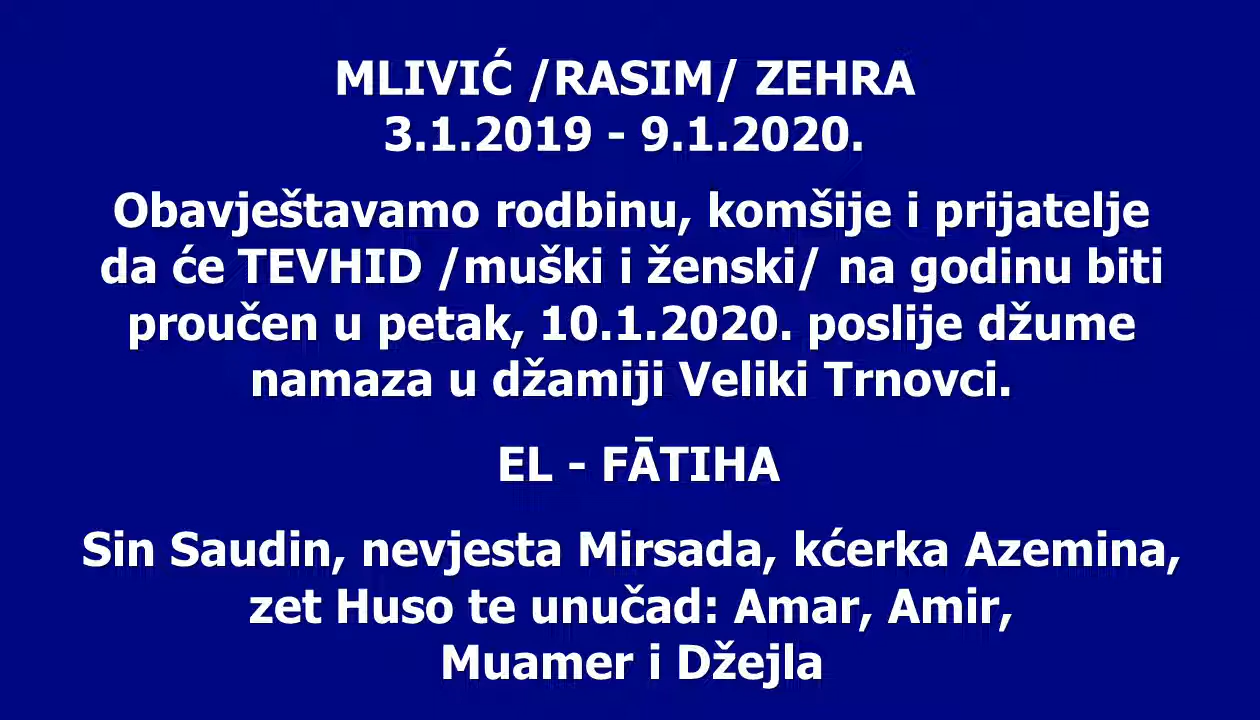 MLIVIĆ /RASIM/ ZEHRA
3.1.2019 - 9.1.2020.
Obavještavamo rodbinu, komšije i prijatelje
da će TEVHID /muški i ženski/ na godinu biti
proučen u petak, 10.1.2020. poslije džume
namaza u džamiji Veliki Trnovci.
EL - FĀTIHA
Sin Saudin, nevjesta Mirsada, kćerka Azemina,
zet Huso te unučad: Amar, Amir,
Muamer i Džejla